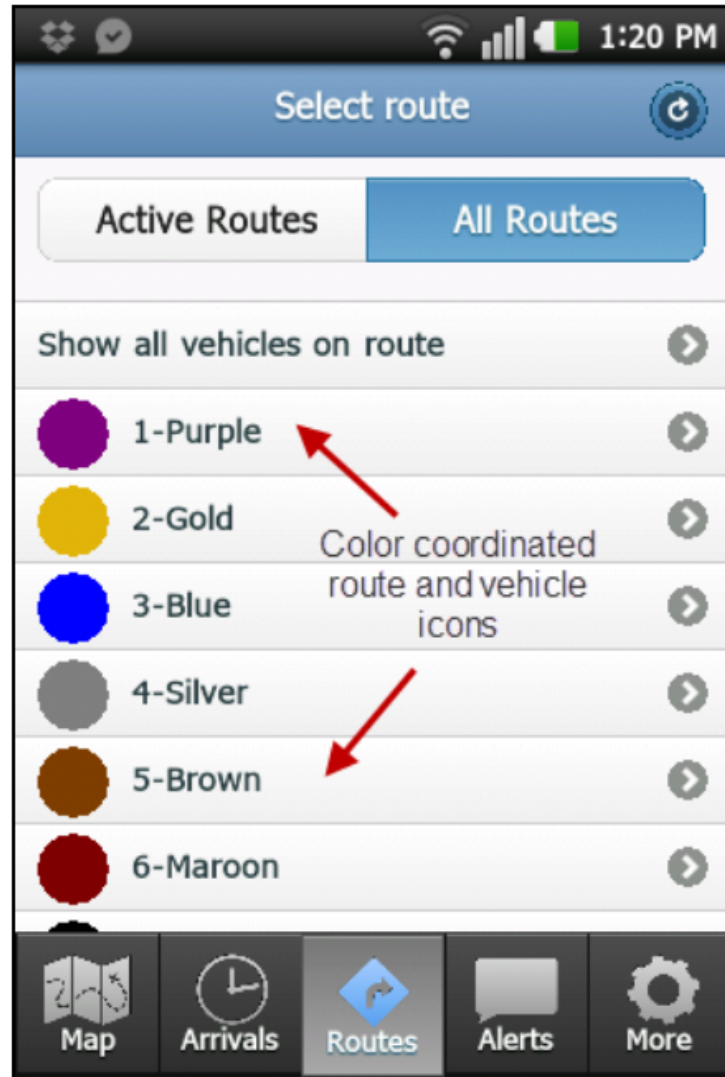 1:20 PM
Select route
Active Routes
All Routes
Show all vehicles on route
1-Purple
2-Gold
Color coordinated
route and vehicle
icons
3-Blue
4-Silver
5-Brown
6-Maroon
Map
Arrivals
Routes
Alerts
More